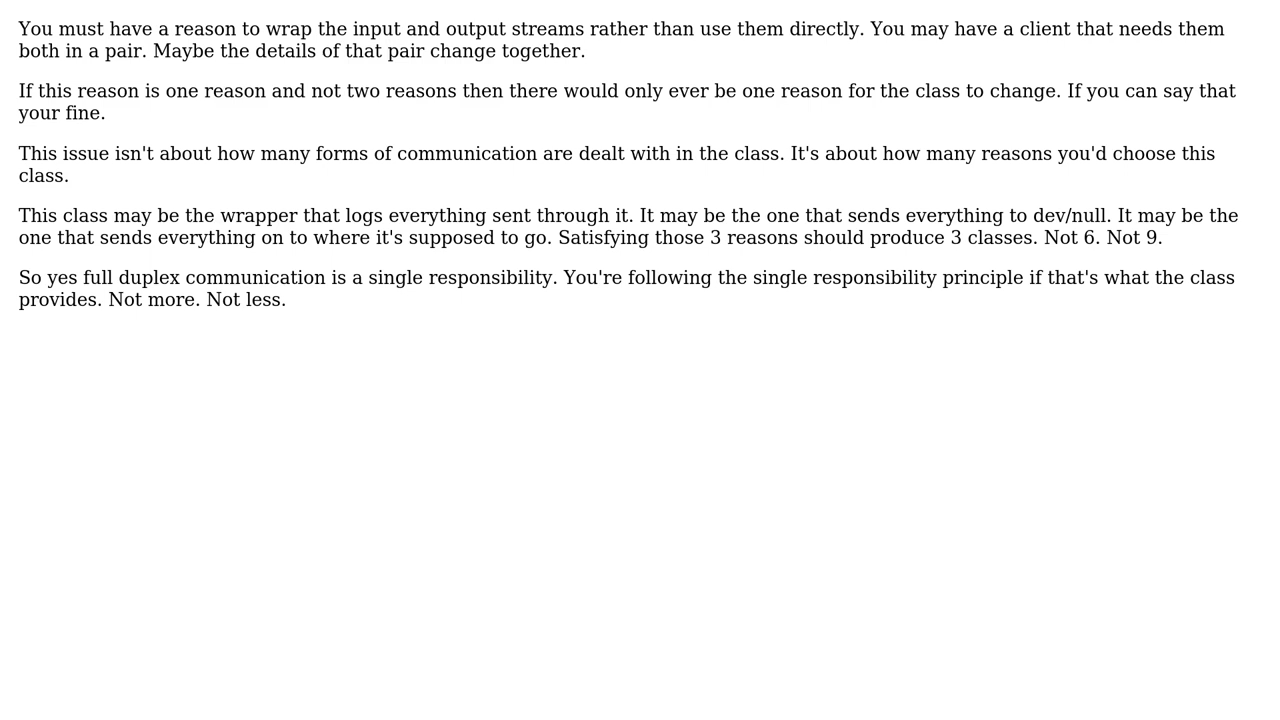 You must have a reason to wrap the input and output streams rather than use them directly. You may have a client that needs them
both in a pair. Maybe the details of that pair change together.
If this reason is one reason and not two reasons then there would only ever be one reason for the class to change. If you can say that
your fine.
This issue isn't about how many forms of communication are dealt with in the class. It's about how many reasons you'd choose this
class.
This class may be the wrapper that logs everything sent through it. It may be the one that sends everything to dev/null. It may be the
one that sends everything on to where it's supposed to go. Satisfying those 3 reasons should produce 3 classes. Not 6. Not 9.
So yes full duplex communication is a single responsibility. You're following the single responsibility principle if that's what the class
provides. Not more. Not less.